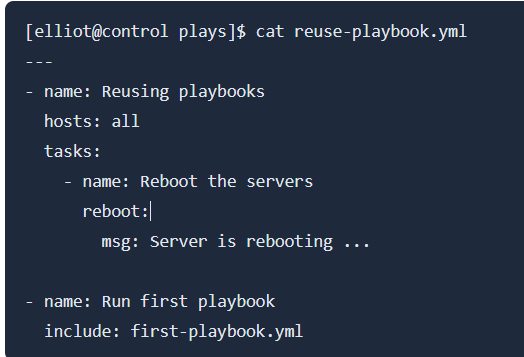 [elliot@control plays]$ cat reuse-playbook.yml
---
- name: Reusing playbooks
  hosts: all
  tasks:
    - name: Reboot the servers
      reboot:
        msg: Server is rebooting ...

- name: Run first playbook
  include: first-playbook.yml